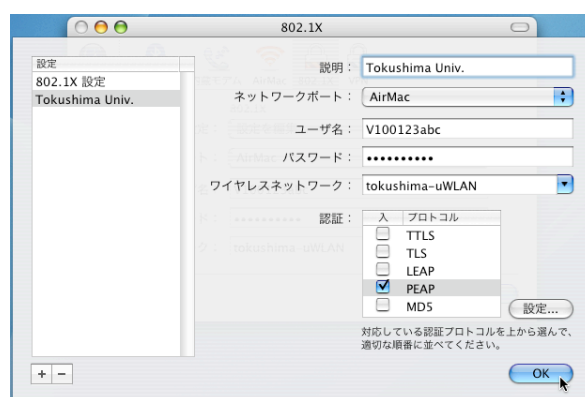 802.1X
設定
802.1X 設定
Tokushima Univ.
説明： Tokushima Univ.
ネットワークポート： AirMac
ユーザ名： V100123abc
パスワード： ••••••••••
ワイヤレスネットワーク： tokushima-uWLAN
認証： 入 プロトコル
TTLS
TLS
LEAP
PEAP
MD5
設定...
対応している認証プロトコルを上から選んで、
適切な順番に並べてください。
+ −
OK